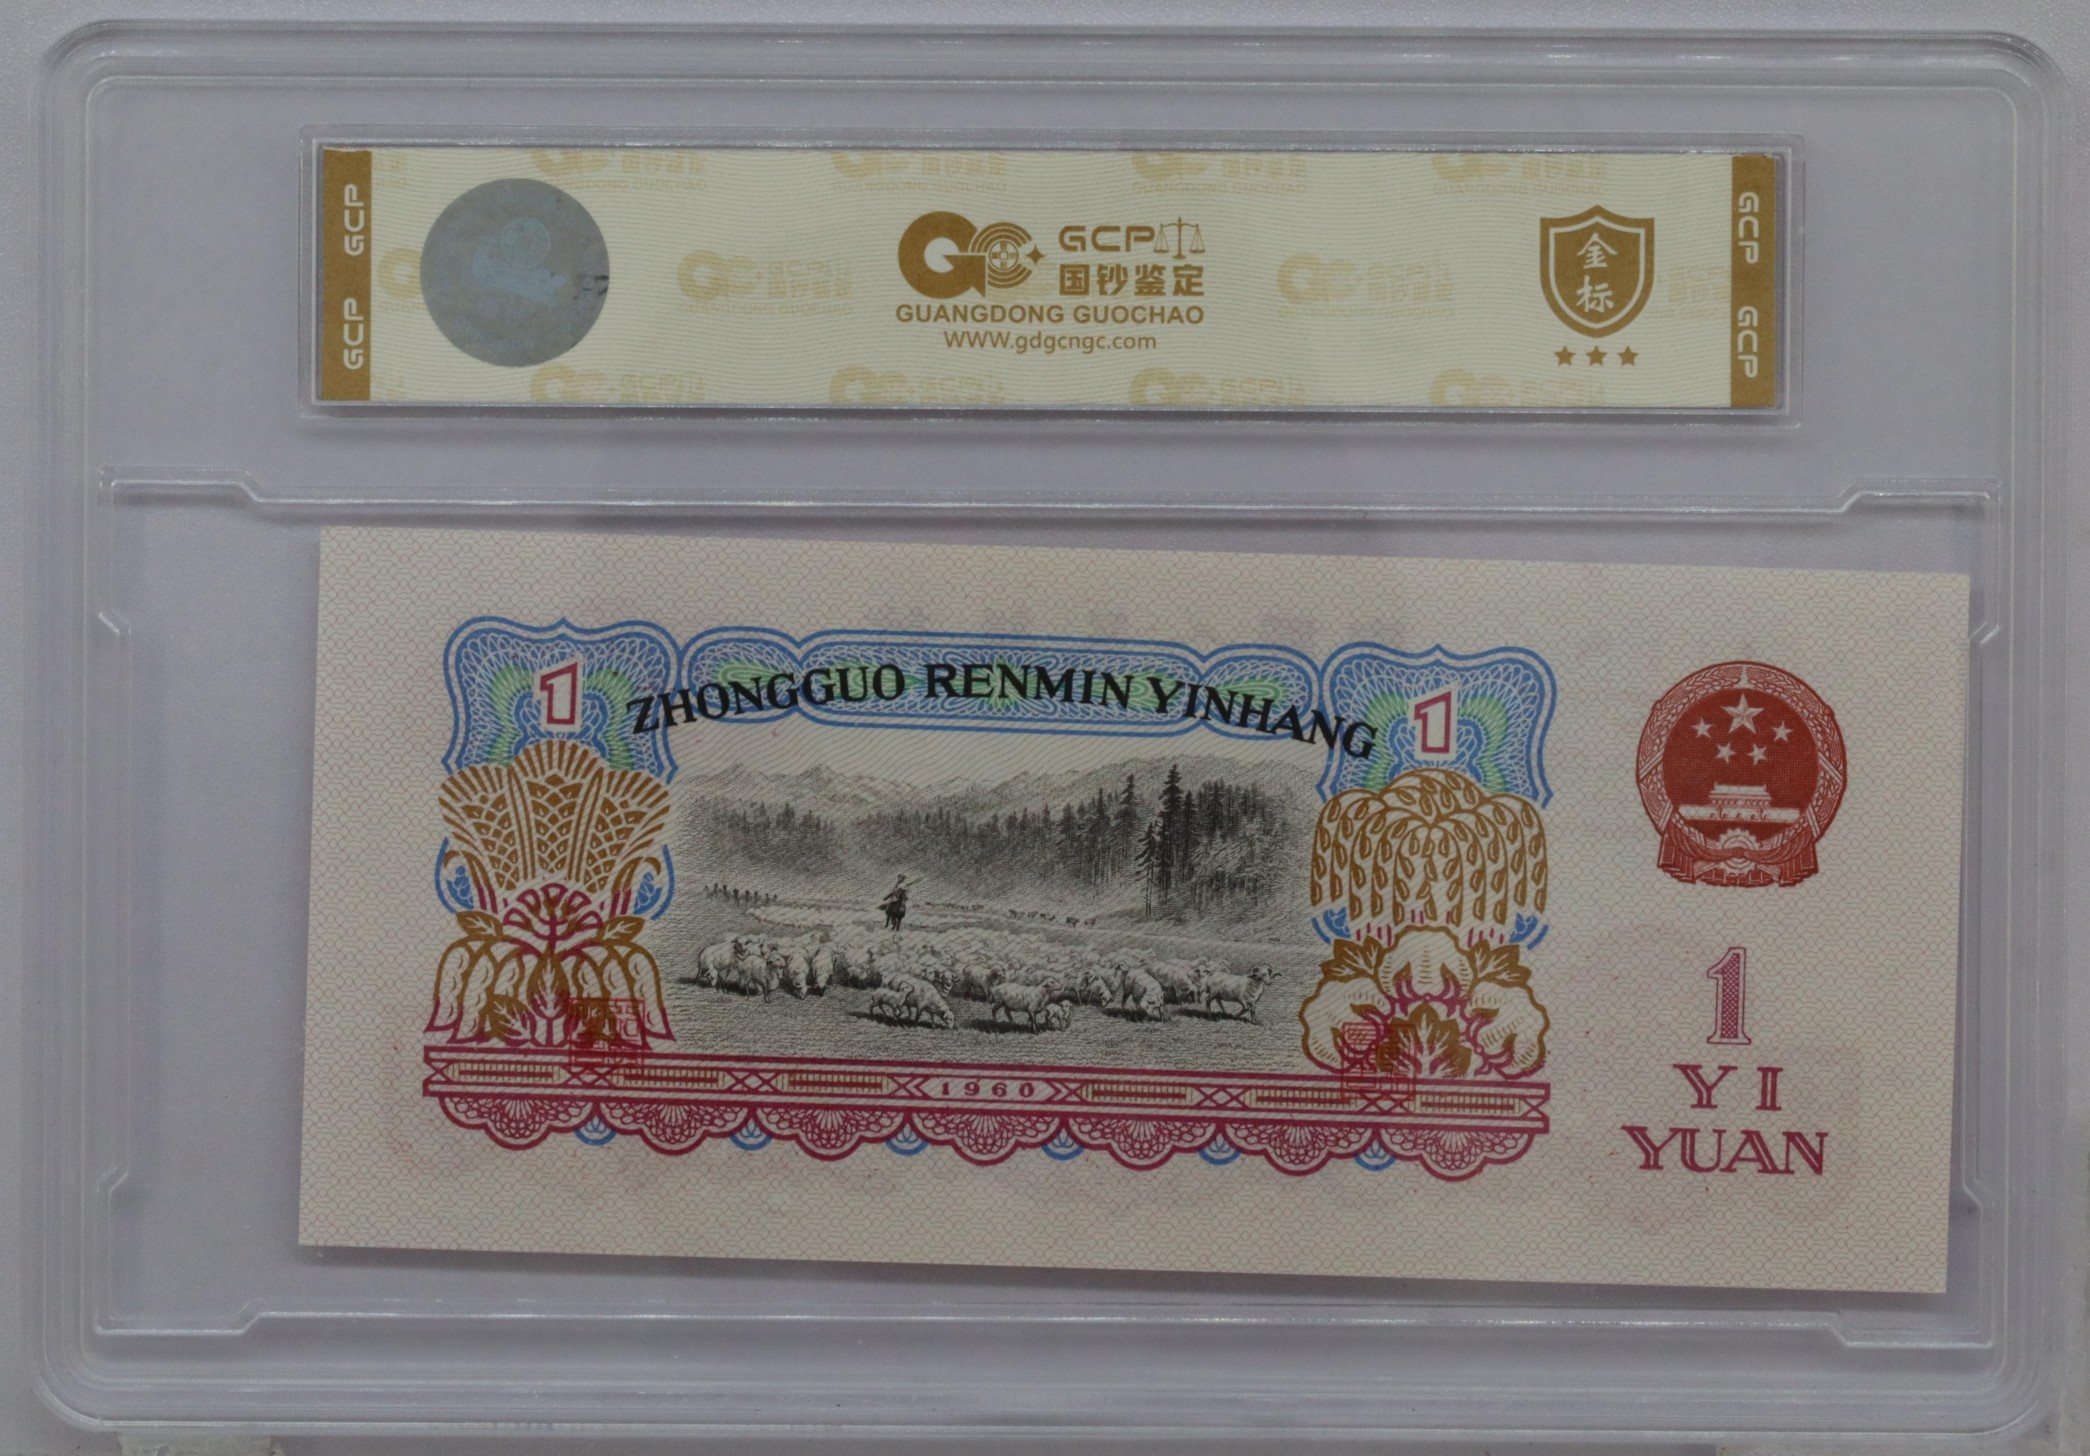 GCP
GCP
GCP
国钞鉴定
GUANGDONG GUOCHAO
WWW.gdgcngc.com
金标
GCP
GCP
1
ZHONGGUO RENMIN YINHANG
1
1960
1
YI
YUAN